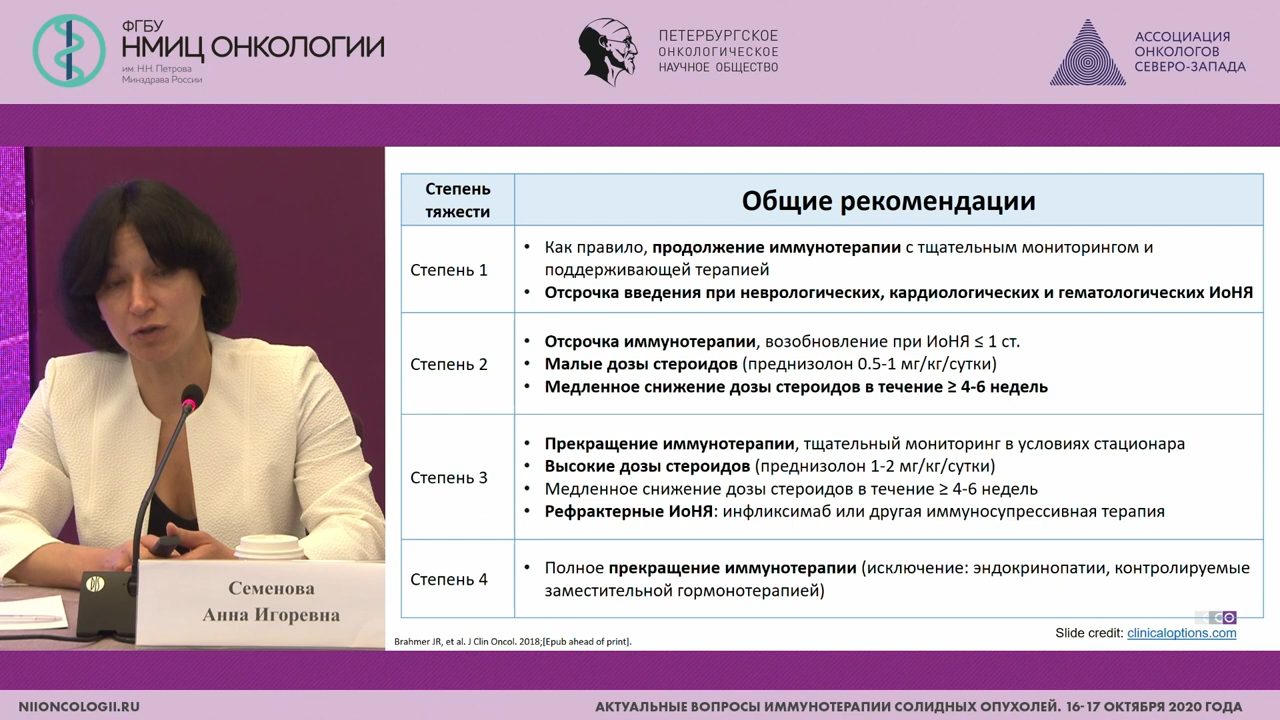 ФГБУ
НМИЦ ОНКОЛОГИИ
им. Н.Н. Петрова
Минздрава России
ПЕТЕРБУРГСКОЕ
ОНКОЛОГИЧЕСКОЕ
НАУЧНОЕ ОБЩЕСТВО
АССОЦИАЦИЯ
ОНКОЛОГОВ
СЕВЕРО-ЗАПАДА
Степень
тяжести
Общие рекомендации
Степень 1
• Как правило, продолжение иммунотерапии с тщательным мониторингом и
поддерживающей терапией
• Отсрочка введения при неврологических, кардиологических и гематологических ИоНЯ
Степень 2
• Отсрочка иммунотерапии, возобновление при ИоНЯ ≤ 1 ст.
• Малые дозы стероидов (преднизолон 0.5-1 мг/кг/сутки)
• Медленное снижение дозы стероидов в течение ≥ 4-6 недель
Степень 3
• Прекращение иммунотерапии, тщательный мониторинг в условиях стационара
• Высокие дозы стероидов (преднизолон 1-2 мг/кг/сутки)
• Медленное снижение дозы стероидов в течение ≥ 4-6 недель
• Рефрактерные ИоНЯ: инфликсимаб или другая иммуносупрессивная терапия
Степень 4
• Полное прекращение иммунотерапии (исключение: эндокринопатии, контролируемые
заместительной гормонотерапией)
Slide credit: clinicaloptions.com
Brahmer JR, et al. J Clin Oncol. 2018;[Epub ahead of print].
Семенова
Анна Игоревна
NIIONCOLOGII.RU
АКТУАЛЬНЫЕ ВОПРОСЫ ИММУНОТЕРАПИИ СОЛИДНЫХ ОПУХОЛЕЙ. 16-17 ОКТЯБРЯ 2020 ГОДА